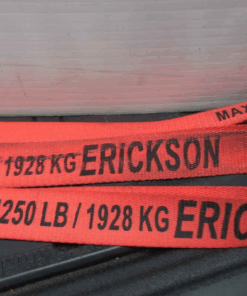 MAX
1928 KG ERICKSON
250 LB / 1928 KG ERIC